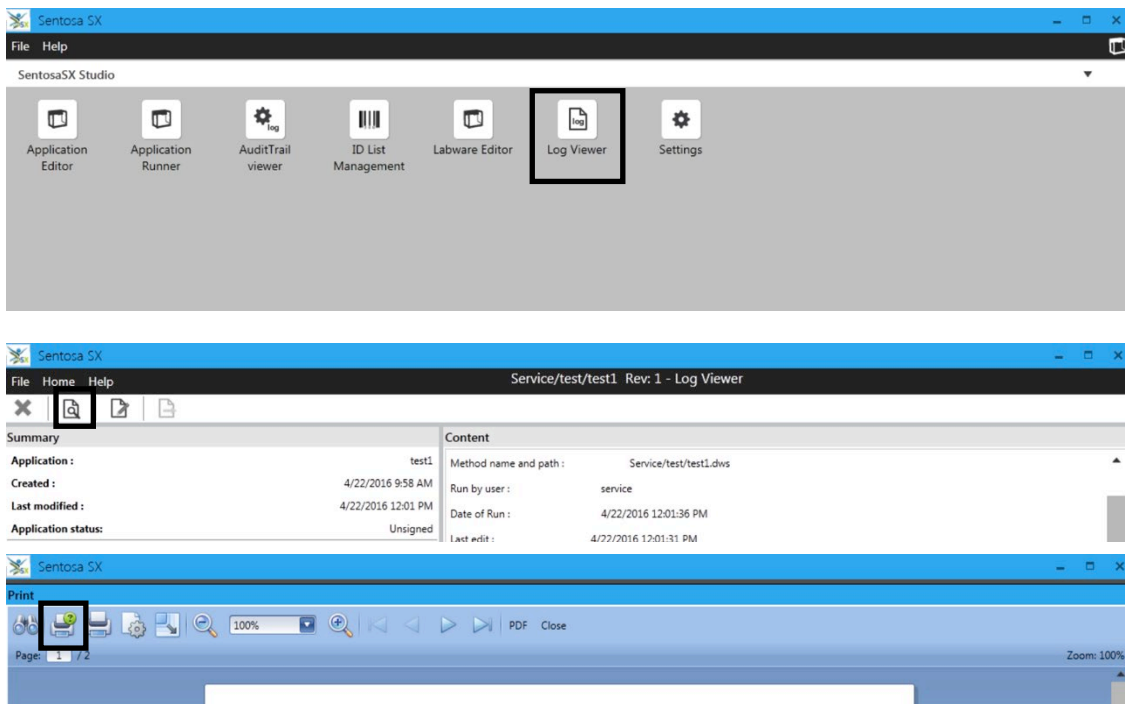 Sentosa SX
File Help
SentosaSX Studio
Application Editor
Application Runner
log
AuditTrail viewer
ID List Management
Labware Editor
log
Log Viewer
Settings
Sentosa SX
File Home Help Service/test/test1 Rev: 1 - Log Viewer
Summary
Application : test1
Created : 4/22/2016 9:58 AM
Last modified : 4/22/2016 12:01 PM
Application status: Unsigned
Content
Method name and path : Service/test/test1.dws
Run by user : service
Date of Run : 4/22/2016 12:01:36 PM
Last edit : 4/22/2016 12:01:31 PM
Sentosa SX
Print
100% PDF Close
Page: 1 / 2 Zoom: 100%